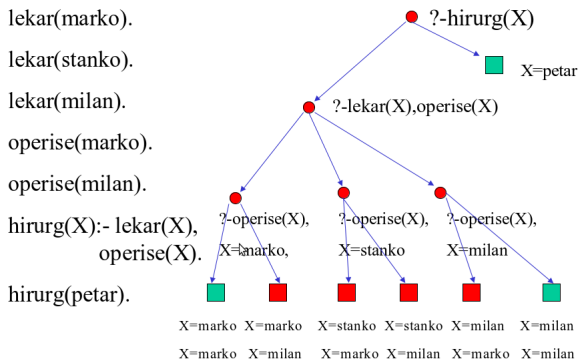 lekar(marko).
lekar(stanko).
lekar(milan).
operise(marko).
operise(milan).
hirurg(X):- lekar(X),
operise(X).
hirurg(petar).
?-hirurg(X)
X=petar
?-lekar(X),operise(X)
?-operise(X),
X=marko,
?-operise(X),
X=stanko
?-operise(X),
X=milan
X=marko X=marko X=stanko X=stanko X=milan X=milan
X=marko X=milan X=marko X=milan X=marko X=milan